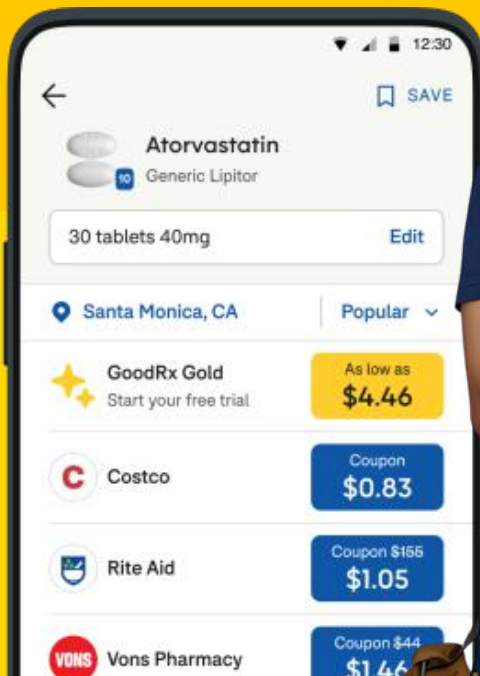 12:30
SAVE
Atorvastatin
10
Generic Lipitor
30 tablets 40mg Edit
Santa Monica, CA Popular
GoodRx Gold
Start your free trial
As low as
$4.46
C Costco
Coupon
$0.83
Rite Aid
Coupon $155
$1.05
VONS Vons Pharmacy
Coupon $44
$1.46